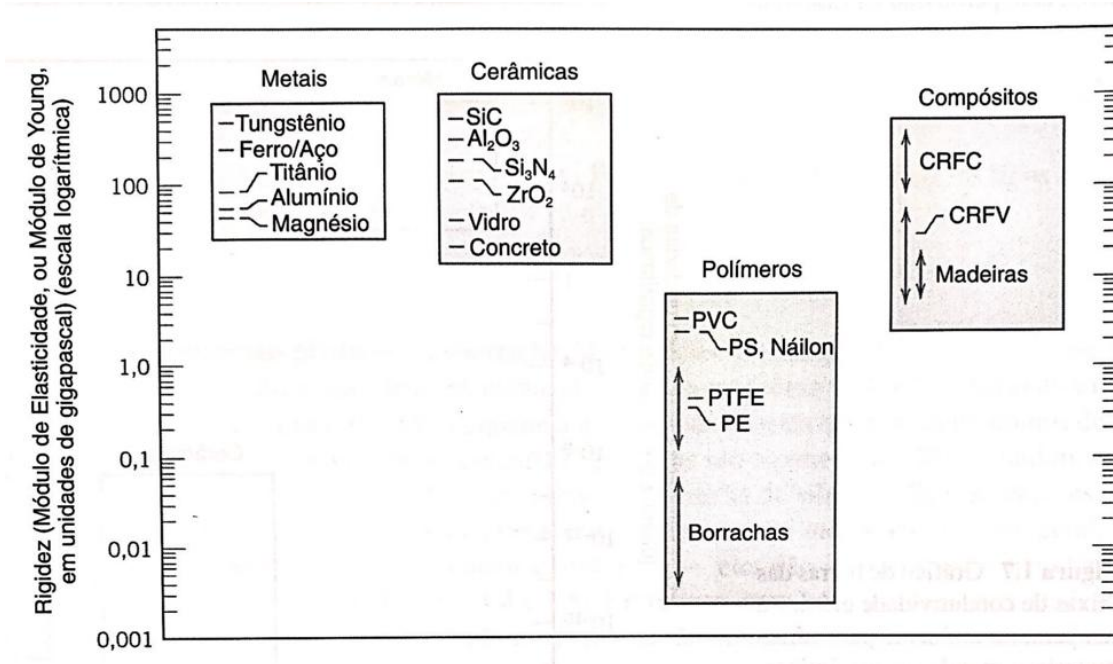 Rigidez (Módulo de Elasticidade, ou Módulo de Young,
em unidades de gigapascal) (escala logarítmica)
1000
100
10
1,0
0,1
0,01
0,001
Metais
Tungstênio
Ferro/Aço
Titânio
Alumínio
Magnésio
Cerâmicas
SiC
Al₂O₃
Si₃N₄
ZrO₂
Vidro
Concreto
Polímeros
PVC
PS, Náilon
PTFE
PE
Borrachas
Compósitos
CRFC
CRFV
Madeiras